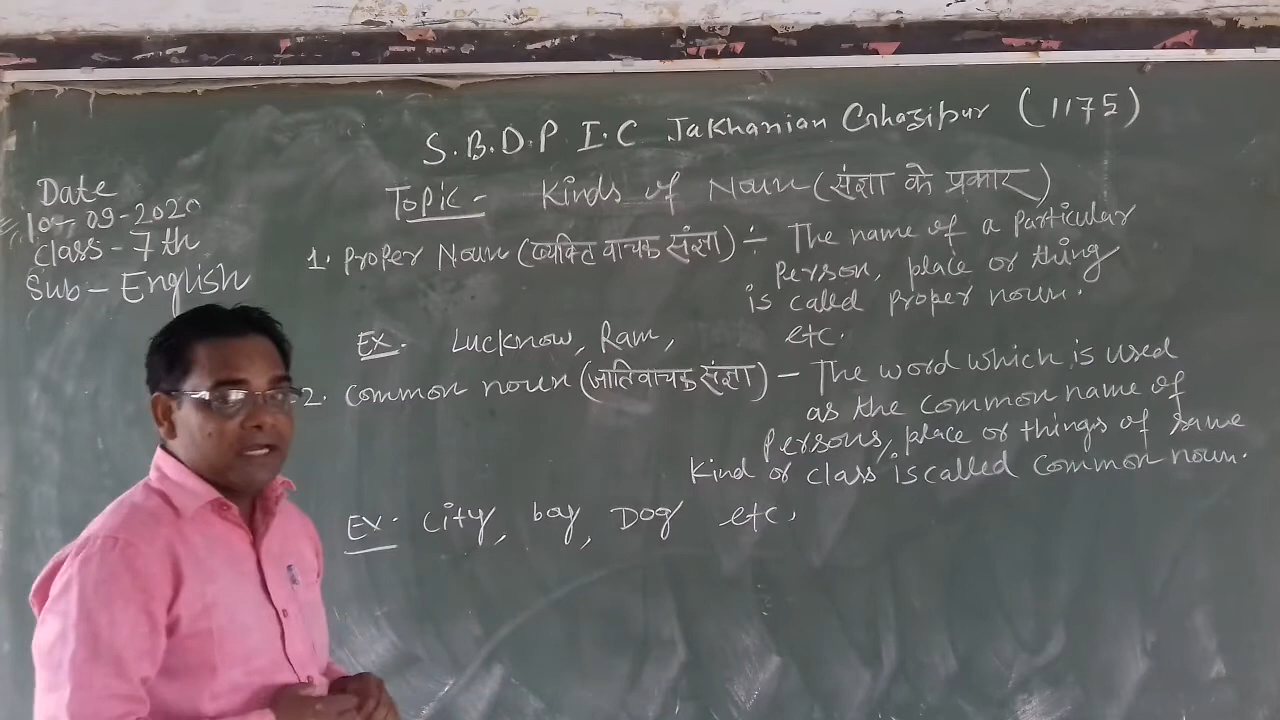 S.B.D.P I.C Jakhanian Ghazipur (1175)
Date
10-09-2020
Class - 7th
Sub - English
Topic - Kinds of Noun (संज्ञा के प्रकार)
1. Proper Noun (व्यक्ति वाचक संज्ञा) ÷ The name of a particular
person, place or thing
is called proper noun.
Ex. Lucknow, Ram, etc.
2. Common noun (जातिवाचक संज्ञा) - The word which is used
as the common name of
persons, place or things of same
kind or class is called common noun.
Ex. City, boy, Dog etc.